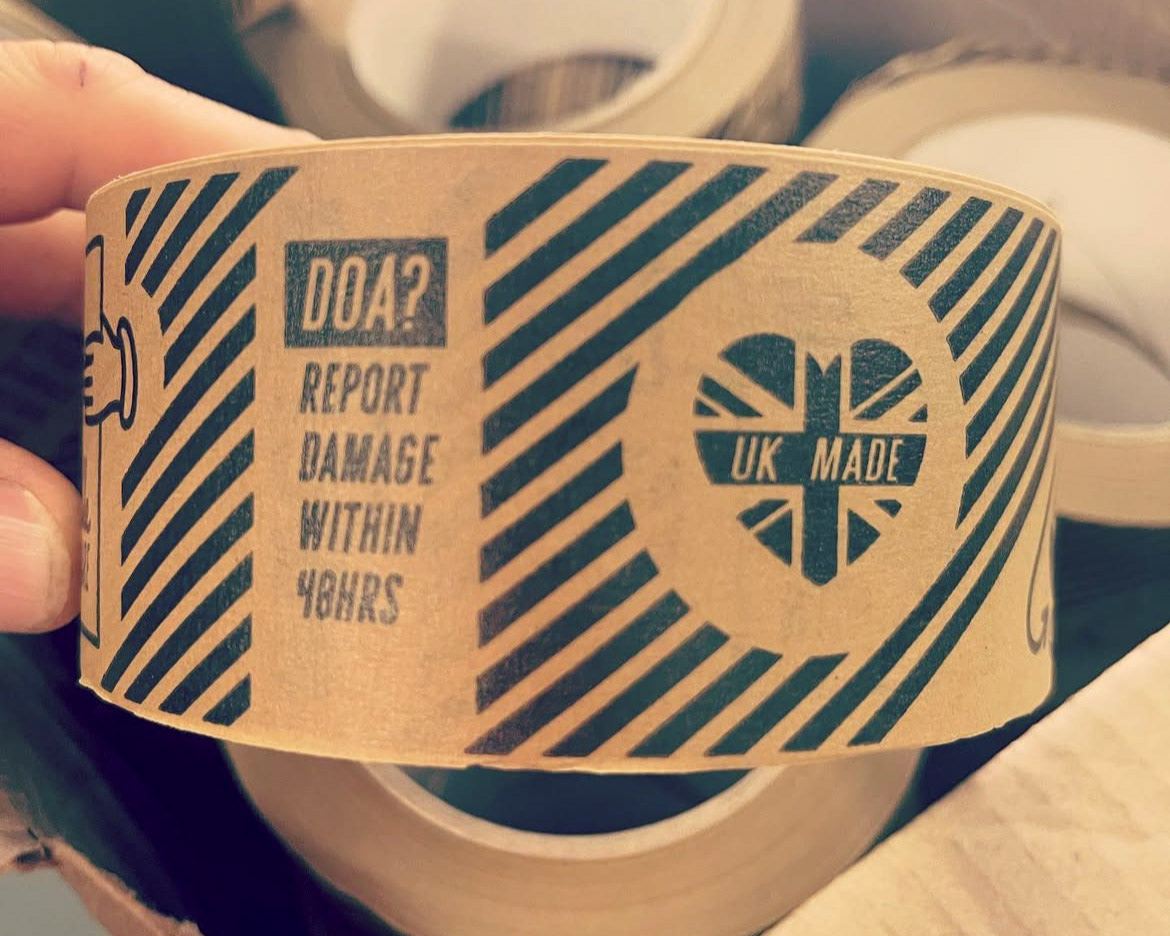 DOA?
REPORT
DAMAGE
WITHIN
48HRS
UK MADE